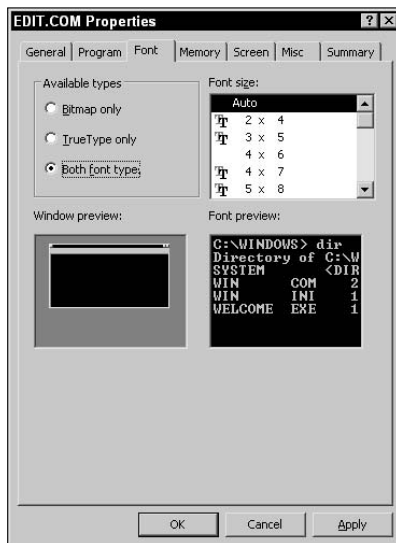 EDIT.COM Properties
General Program Font Memory Screen Misc Summary
Available types
Bitmap only
TrueType only
Both font types
Font size:
Auto
2 x 4
3 x 5
4 x 6
4 x 7
5 x 8
Window preview:
Font preview:
C:\WINDOWS> dir
Directory of C:\W
SYSTEM <DIR
WIN COM 2
WIN INI 1
WELCOME EXE 1
OK Cancel Apply